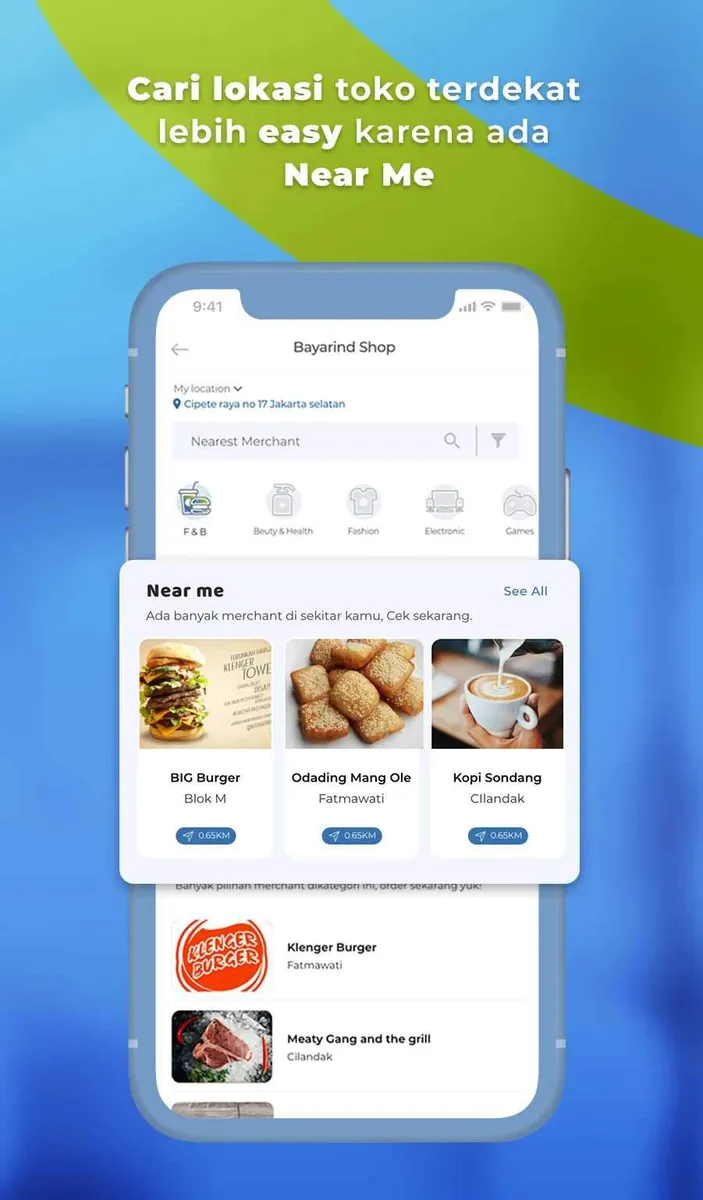 Cari lokasi toko terdekat
lebih easy karena ada
Near Me
9:41
Bayarind Shop
My location
Cipete raya no 17 Jakarta selatan
Nearest Merchant
F & B
Beuty & Health
Fashion
Electronic
Games
Near me
See All
Ada banyak merchant di sekitar kamu, Cek sekarang.
KLENGER
TOWE
BIG Burger
Blok M
0.65KM
Odading Mang Ole
Fatmawati
0.65KM
Kopi Sondang
CIlandak
0.65KM
Banyak pilihan merchant dikategori ini, order sekarang yuk!
KLENGER
BURGER
Klenger Burger
Fatmawati
Meaty Gang and the grill
Cilandak